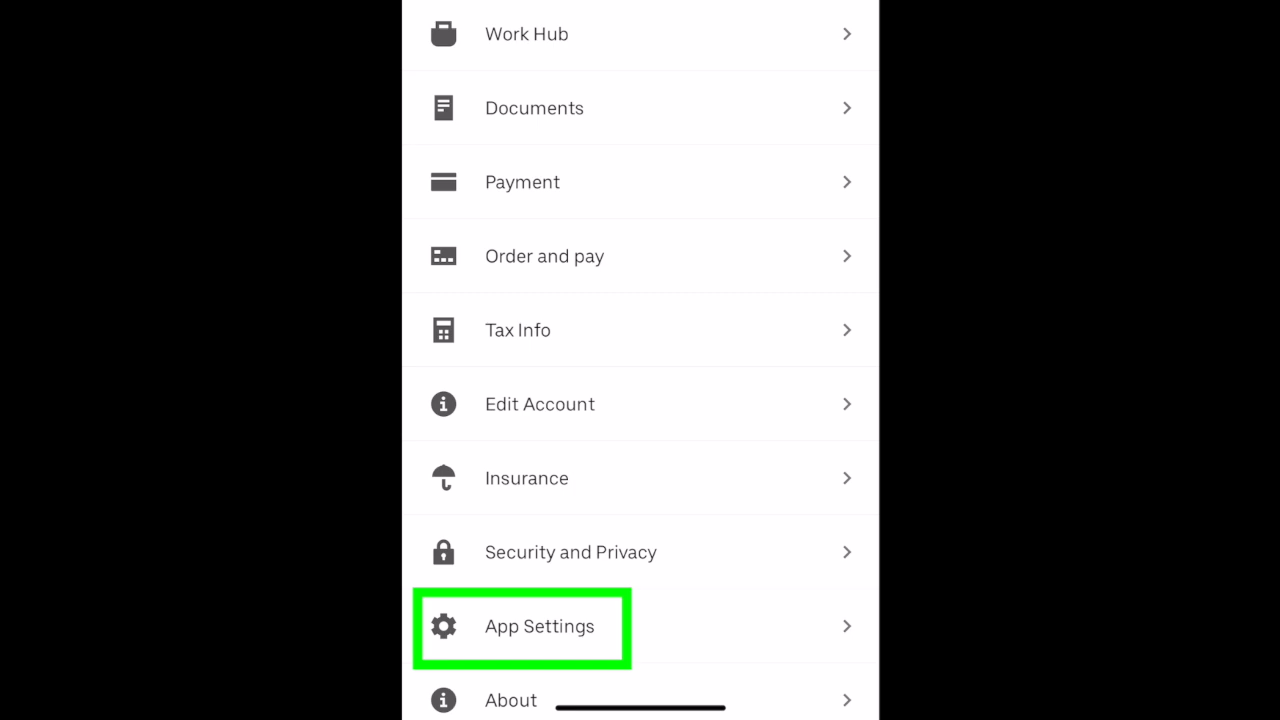 Work Hub
Documents
Payment
Order and pay
Tax Info
Edit Account
Insurance
Security and Privacy
App Settings
About